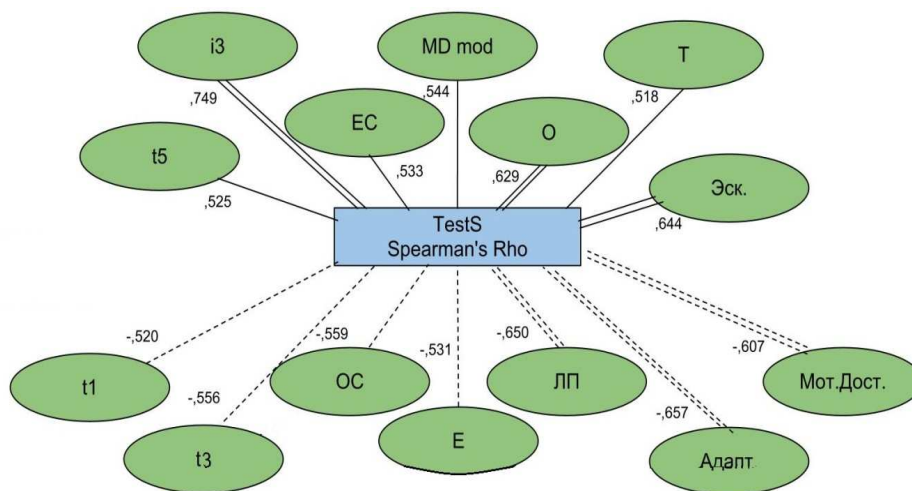 i3
MD mod
T
,749
,544
,518
EC
O
t5
,533
,629
Эск.
,525
,644
TestS
Spearman's Rho
-,520
-,559
-,531
-,650
-,607
t1
-,556
ОС
ЛП
-,657
Мот.Дост.
t3
Е
Адапт